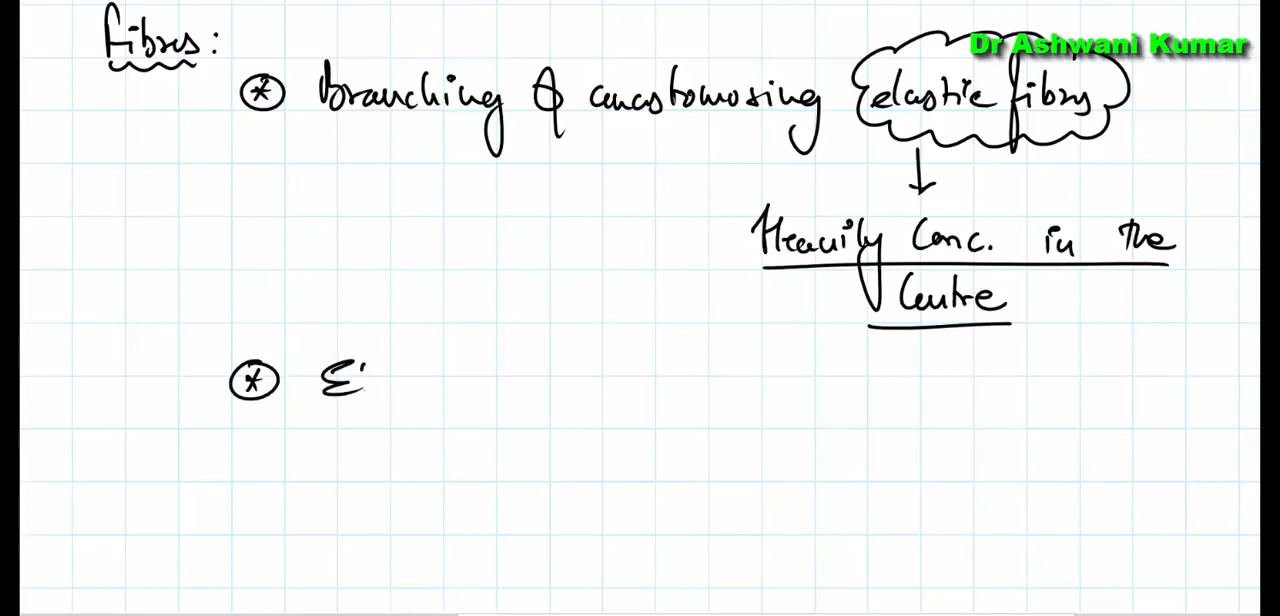 Dr Ashwani Kumar
Fibres:
* branching & anastomosing elastic fibres
↓
Heavily Conc. in the
Centre
* E